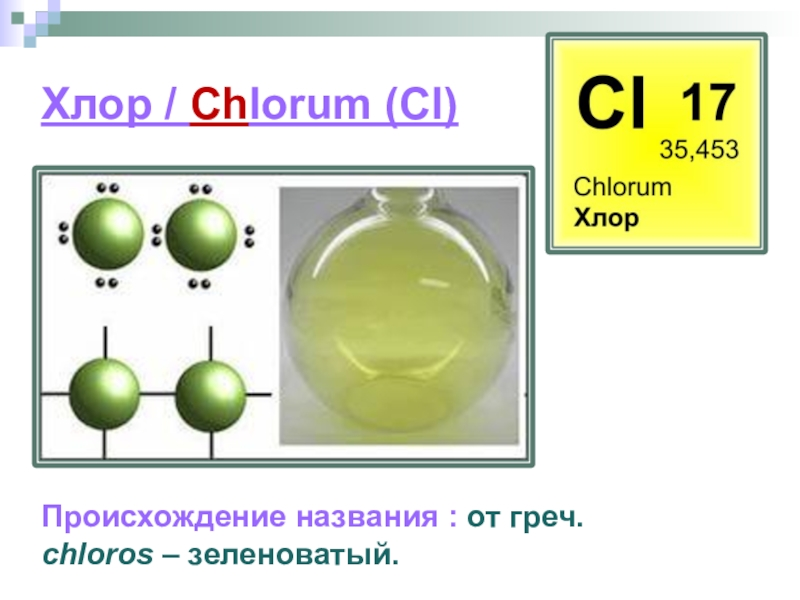 Хлор / Chlorum (Cl)
Cl 17
35,453
Chlorum
Хлор
Происхождение названия : от греч.
chloros – зеленоватый.